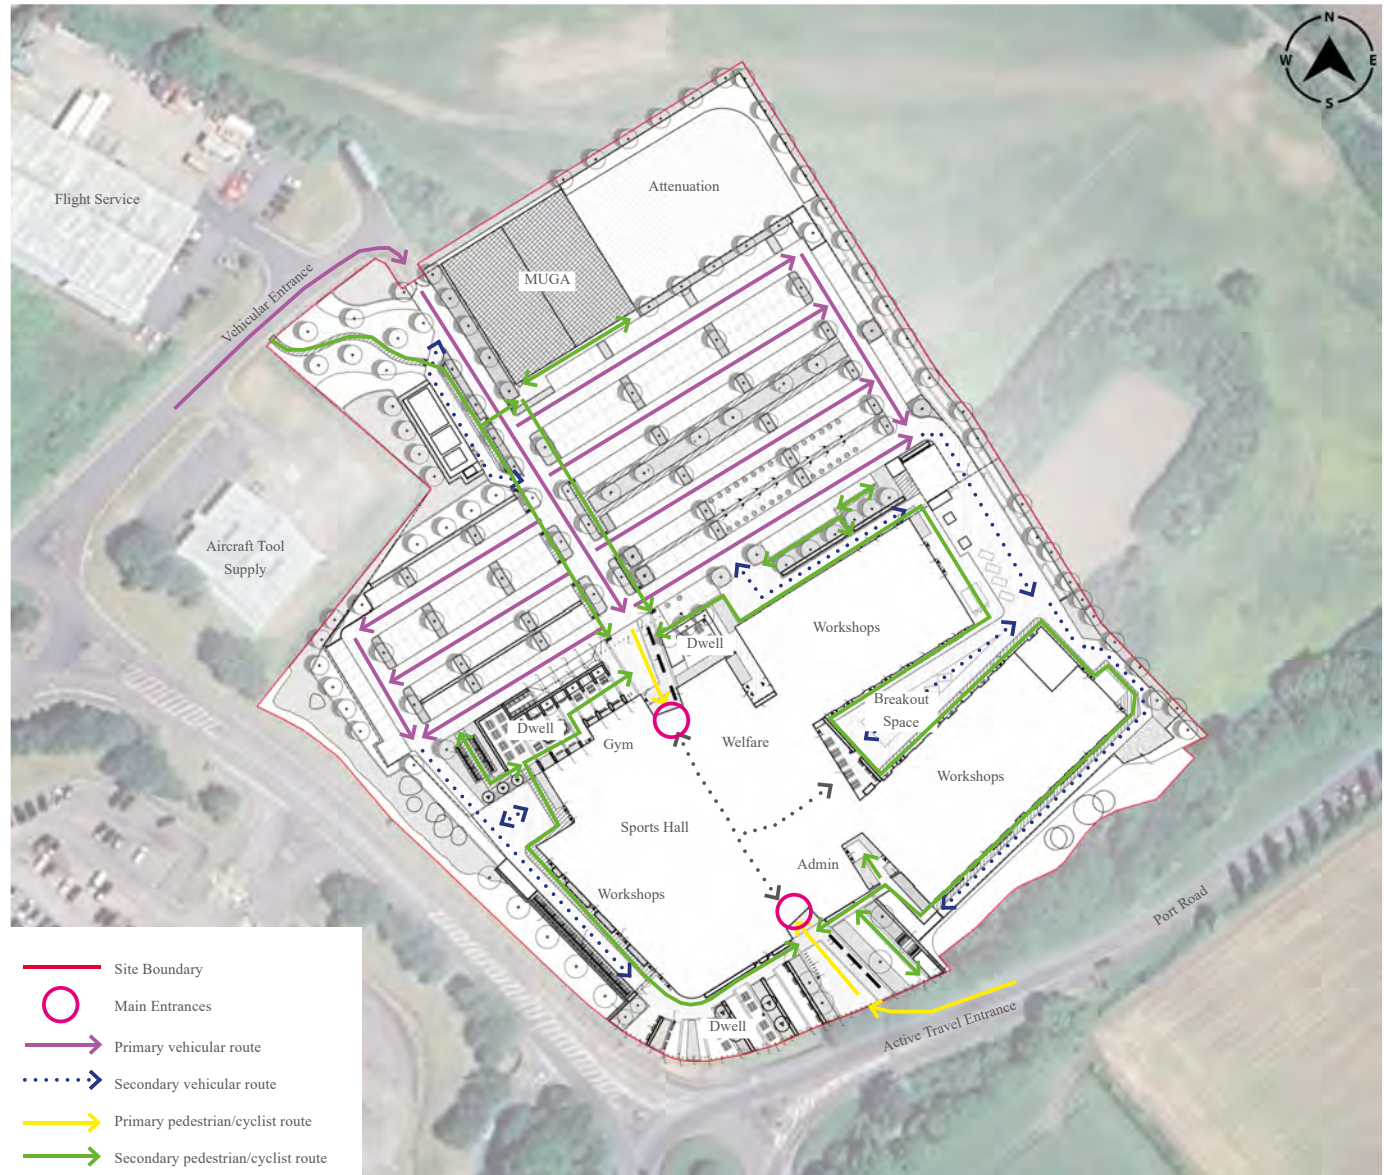 N
W
E
S
Flight Service
Attenuation
MUGA
Vehicular Entrance
Aircraft Tool
Supply
Workshops
Dwell
Breakout
Space
Dwell
Gym
Welfare
Workshops
Sports Hall
Admin
Workshops
Port Road
Dwell
Active Travel Entrance
Site Boundary
Main Entrances
Primary vehicular route
Secondary vehicular route
Primary pedestrian/cyclist route
Secondary pedestrian/cyclist route